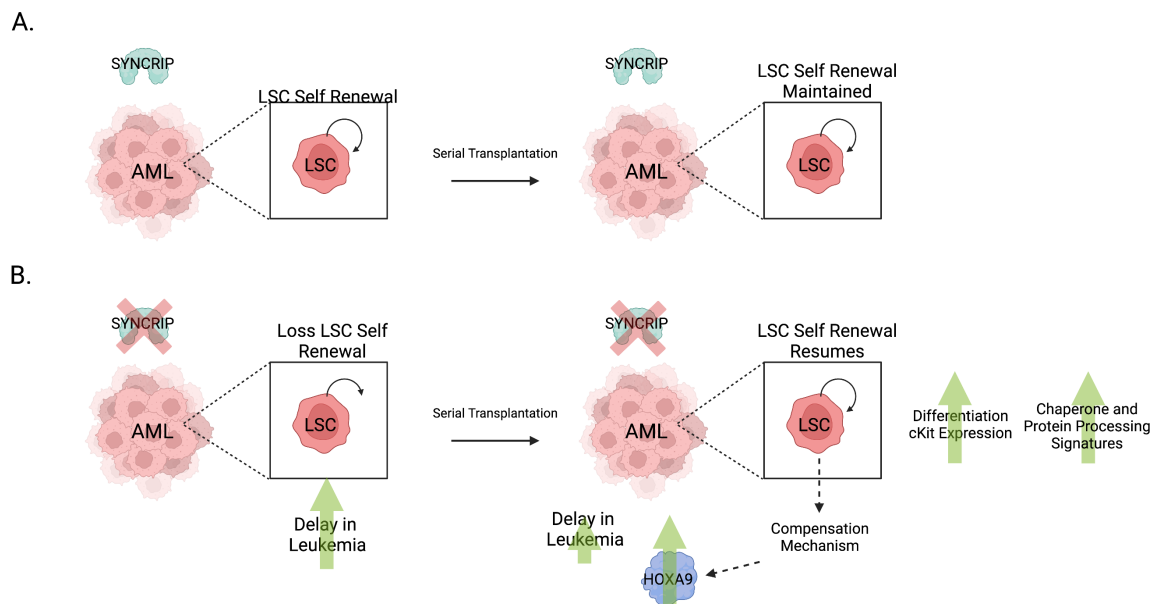 A.
SYNCRIP
AML
LSC Self Renewal
LSC
Serial Transplantation
SYNCRIP
AML
LSC Self Renewal
Maintained
LSC
B.
SYNCRIP
AML
Loss LSC Self
Renewal
LSC
Delay in
Leukemia
Serial Transplantation
SYNCRIP
AML
LSC Self Renewal
Resumes
LSC
Differentiation
cKit Expression
Chaperone and
Protein Processing
Signatures
Delay in
Leukemia
HOXA9
Compensation
Mechanism